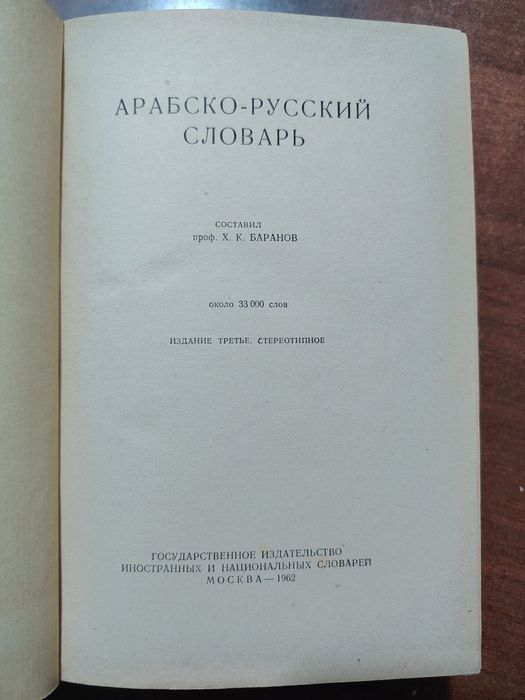 АРАБСКО-РУССКИЙ
СЛОВАРЬ
СОСТАВИЛ
проф. Х. К. БАРАНОВ
около 33 000 слов
ИЗДАНИЕ ТРЕТЬЕ, СТЕРЕОТИПНОЕ
ГОСУДАРСТВЕННОЕ ИЗДАТЕЛЬСТВО
ИНОСТРАННЫХ И НАЦИОНАЛЬНЫХ СЛОВАРЕЙ
МОСКВА — 1962